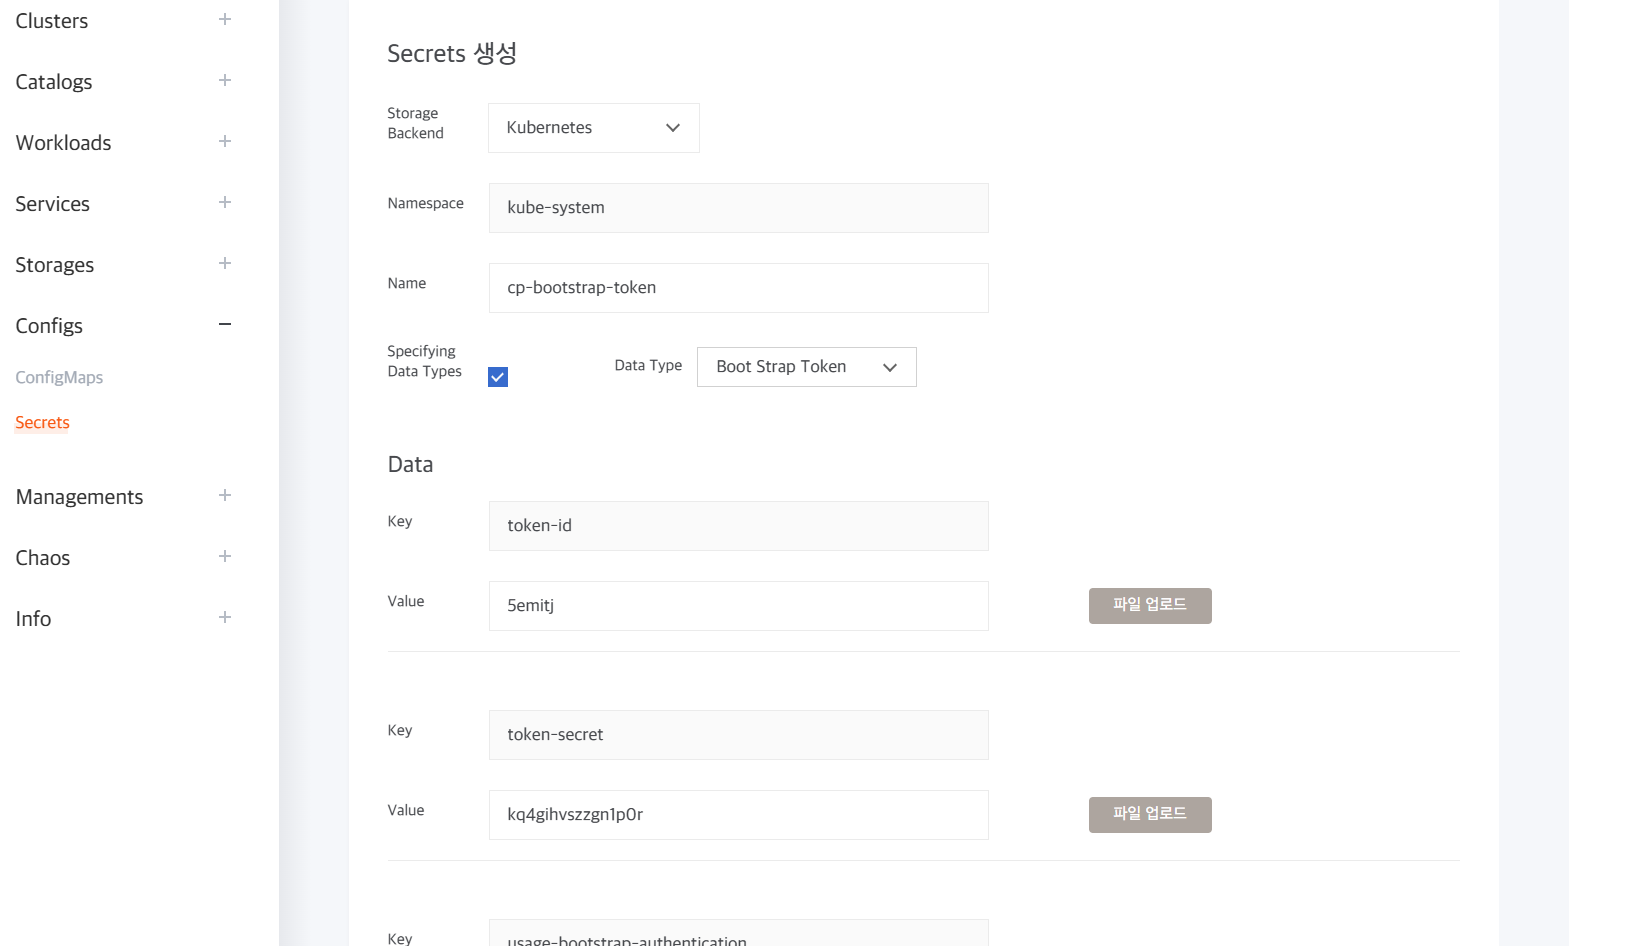 Clusters
Catalogs
Workloads
Services
Storages
Configs
ConfigMaps
Secrets
Managements
Chaos
Info
Secrets 생성
Storage
Backend
Kubernetes
Namespace
kube-system
Name
cp-bootstrap-token
Specifying
Data Types
Data Type
Boot Strap Token
Data
Key
token-id
Value
5emitj
파일 업로드
Key
token-secret
Value
kq4gihvszzgn1p0r
파일 업로드
Key
usage-bootstrap-authentication